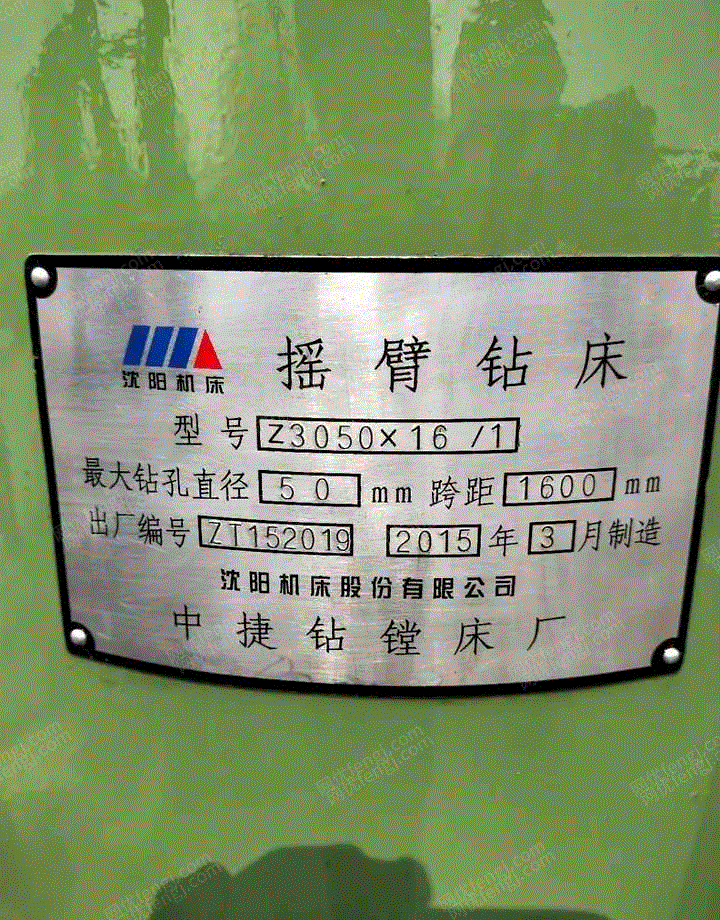 摇臂钻床
沈阳机床
型号 Z3050×16 /1
最大钻孔直径 50 mm 跨距 1600 mm
出厂编号 ZT152019 2015 年 3 月制造
沈阳机床股份有限公司
中捷钻镗床厂